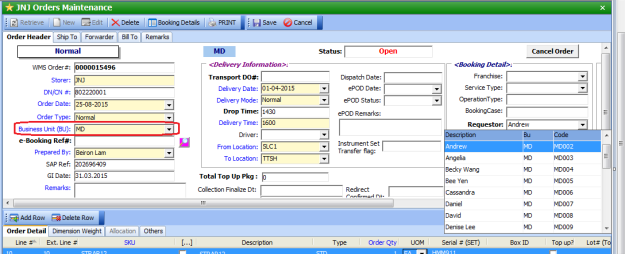 JNJ Orders Maintenance
Retrieve New Edit Delete Booking Details PRINT Save Cancel
Order Header Ship To Forwarder Bill To Remarks
Normal MD Status: Open Cancel Order
WMS Order#: 0000015496
Storer: JNJ
DN/CN #: 802220001
Order Date: 25-08-2015
Order Type: Normal
Business Unit (BU): MD
e-Booking Ref#:
Prepared By: Beiron Lam
SAP Ref: 202696409
GI Date: 31.03.2015
Remarks:
<Delivery Information>:
Transport DO#:
Delivery Date: 01-04-2015
Delivery Mode: Normal
Drop Time: 1430
Delivery Time: 1600
Driver:
From Location: SLC1
To Location: TTSH
Total Top Up Pkg : 0
Collection Finalize Dt:
Dispatch Date:
ePOD Date:
ePOD Status:
ePOD Remarks:
Instrument Set Transfer flag:
Redirect
<Booking Detail>:
Franchise:
Service Type:
OperationType:
BookingCase:
Requestor: Andrew
Description Bu Code
Andrew MD MD002
Angelia MD MD003
Becky Wang MD MD004
Bee Yen MD MD005
Cassandra MD MD006
Daniel MD MD007
David MD MD008
Denise Lee MD MD009
Add Row Delete Row
Order Detail Dimension Weight Allocation Others
Line # Ext. Line # SKU [...] Description Type Order Qty UOM Serial # (SET) Box ID Top up? Lot# (To